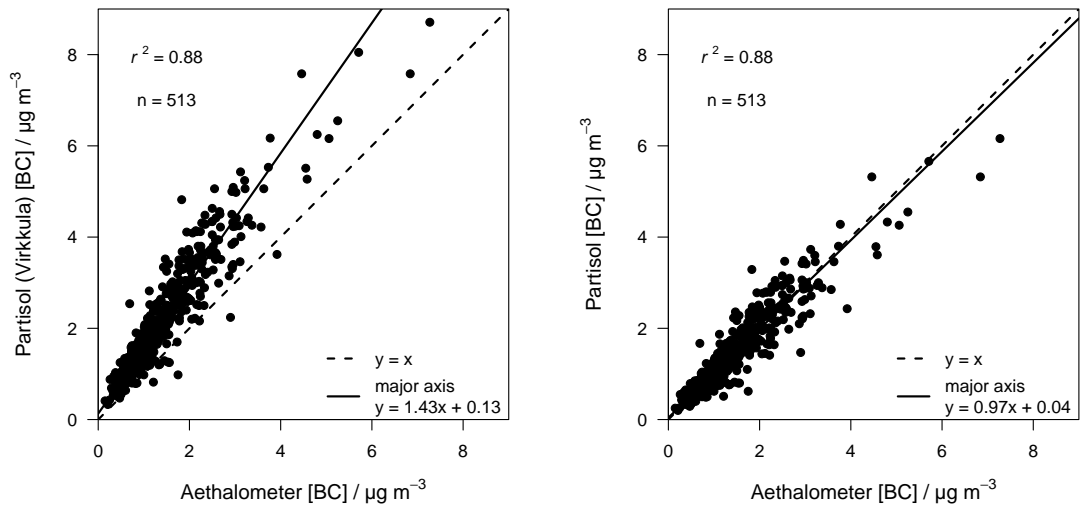 r ² = 0.88
n = 513
Partisol (Virkkula) [BC] / µg m⁻³
8
6
4
2
0
y = x
major axis
y = 1.43x + 0.13
0 2 4 6 8
Aethalometer [BC] / µg m⁻³
r ² = 0.88
n = 513
Partisol [BC] / µg m⁻³
8
6
4
2
0
y = x
major axis
y = 0.97x + 0.04
0 2 4 6 8
Aethalometer [BC] / µg m⁻³